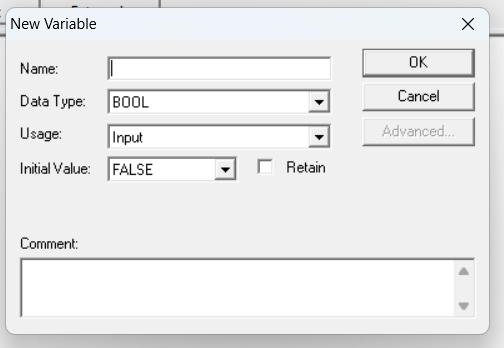 New Variable
Name:
OK
Data Type: BOOL
Cancel
Usage: Input
Advanced...
Initial Value: FALSE
Retain
Comment: